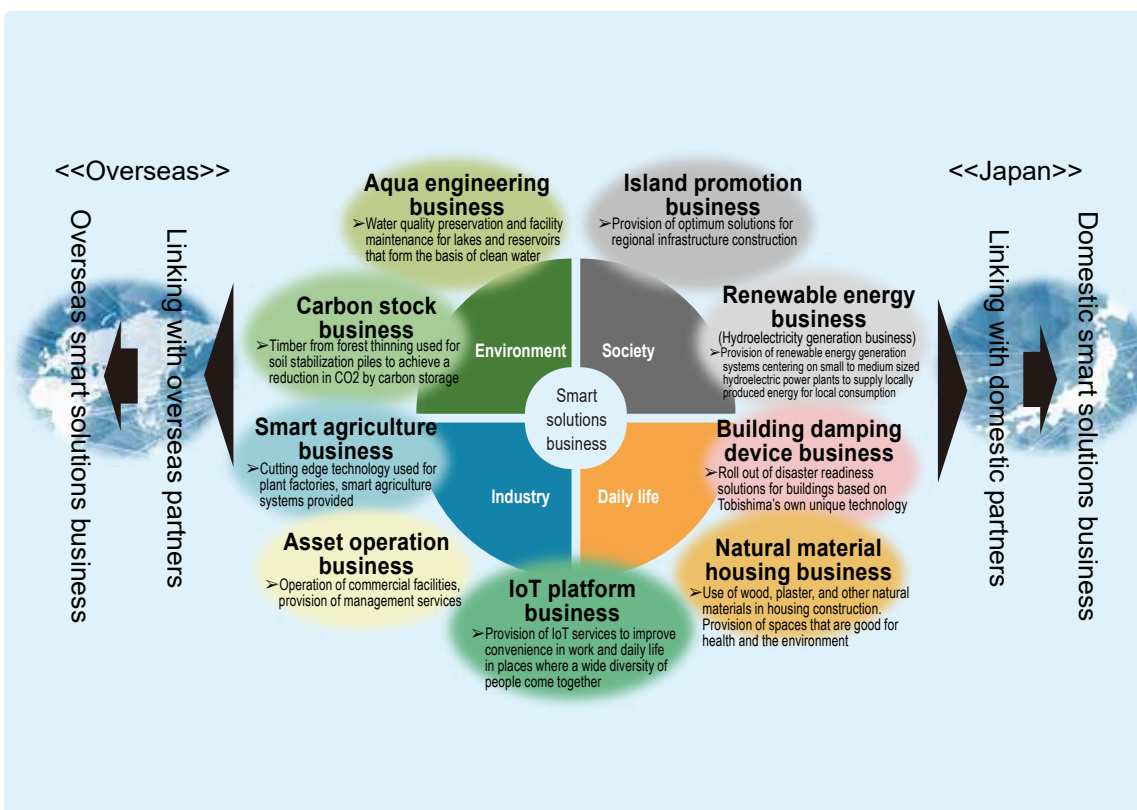 <<Overseas>>
Overseas smart solutions business
Linking with overseas partners
Aqua engineering
business
➢Water quality preservation and facility
maintenance for lakes and reservoirs
that form the basis of clean water
Island promotion
business
➢Provision of optimum solutions for
regional infrastructure construction
Carbon stock
business
➢Timber from forest thinning used for
soil stabilization piles to achieve a
reduction in CO2 by carbon storage
Renewable energy
business
(Hydroelectricity generation business)
➢Provision of renewable energy generation
systems centering on small to medium sized
hydroelectric power plants to supply locally
produced energy for local consumption
Environment
Society
Smart
solutions
business
Industry
Daily life
Smart agriculture
business
➢Cutting edge technology used for
plant factories, smart agriculture
systems provided
Building damping
device business
➢Roll out of disaster readiness
solutions for buildings based on
Tobishima’s own unique technology
Asset operation
business
➢Operation of commercial facilities,
provision of management services
IoT platform
business
➢Provision of IoT services to improve
convenience in work and daily life
in places where a wide diversity of
people come together
Natural material
housing business
➢Use of wood, plaster, and other natural
materials in housing construction.
Provision of spaces that are good for
health and the environment
<<Japan>>
Linking with domestic partners
Domestic smart solutions business